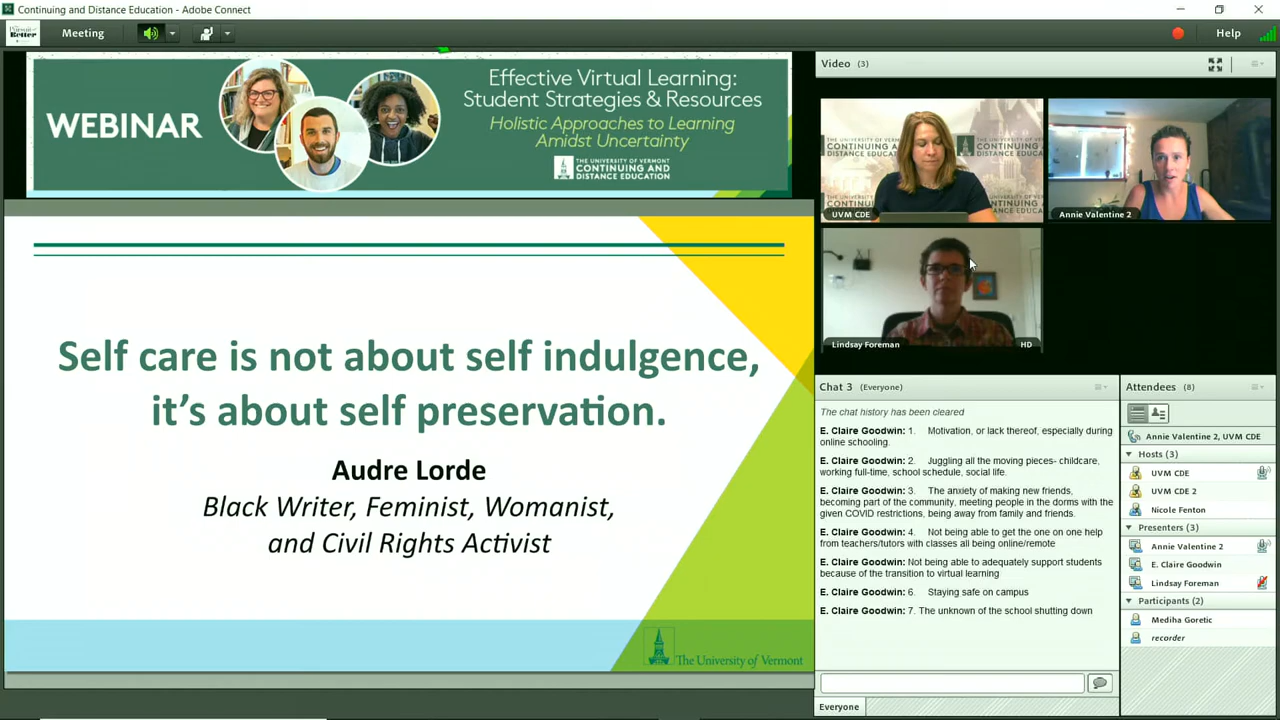 Continuing and Distance Education - Adobe Connect
Meeting
Help
WEBINAR
Effective Virtual Learning:
Student Strategies & Resources
Holistic Approaches to Learning
Amidst Uncertainty
THE UNIVERSITY OF VERMONT
CONTINUING AND
DISTANCE EDUCATION
Self care is not about self indulgence,
it's about self preservation.
Audre Lorde
Black Writer, Feminist, Womanist,
and Civil Rights Activist
The University of Vermont
Video (3)
UVM CDE
Annie Valentine 2
Lindsay Foreman
HD
Chat 3 (Everyone)
The chat history has been cleared
E. Claire Goodwin: 1. Motivation, or lack thereof, especially during
online schooling.
E. Claire Goodwin: 2. Juggling all the moving pieces- childcare,
working full-time, school schedule, social life.
E. Claire Goodwin: 3. The anxiety of making new friends,
becoming part of the community, meeting people in the dorms with the
given COVID restrictions, being away from family and friends.
E. Claire Goodwin: 4. Not being able to get the one on one help
from teachers/tutors with classes all being online/remote
E. Claire Goodwin: Not being able to adequately support students
because of the transition to virtual learning
E. Claire Goodwin: 6. Staying safe on campus
E. Claire Goodwin: 7. The unknown of the school shutting down
Everyone
Attendees (8)
Annie Valentine 2, UVM CDE
Hosts (3)
UVM CDE
UVM CDE 2
Nicole Fenton
Presenters (3)
Annie Valentine 2
E. Claire Goodwin
Lindsay Foreman
Participants (2)
Mediha Goretic
recorder